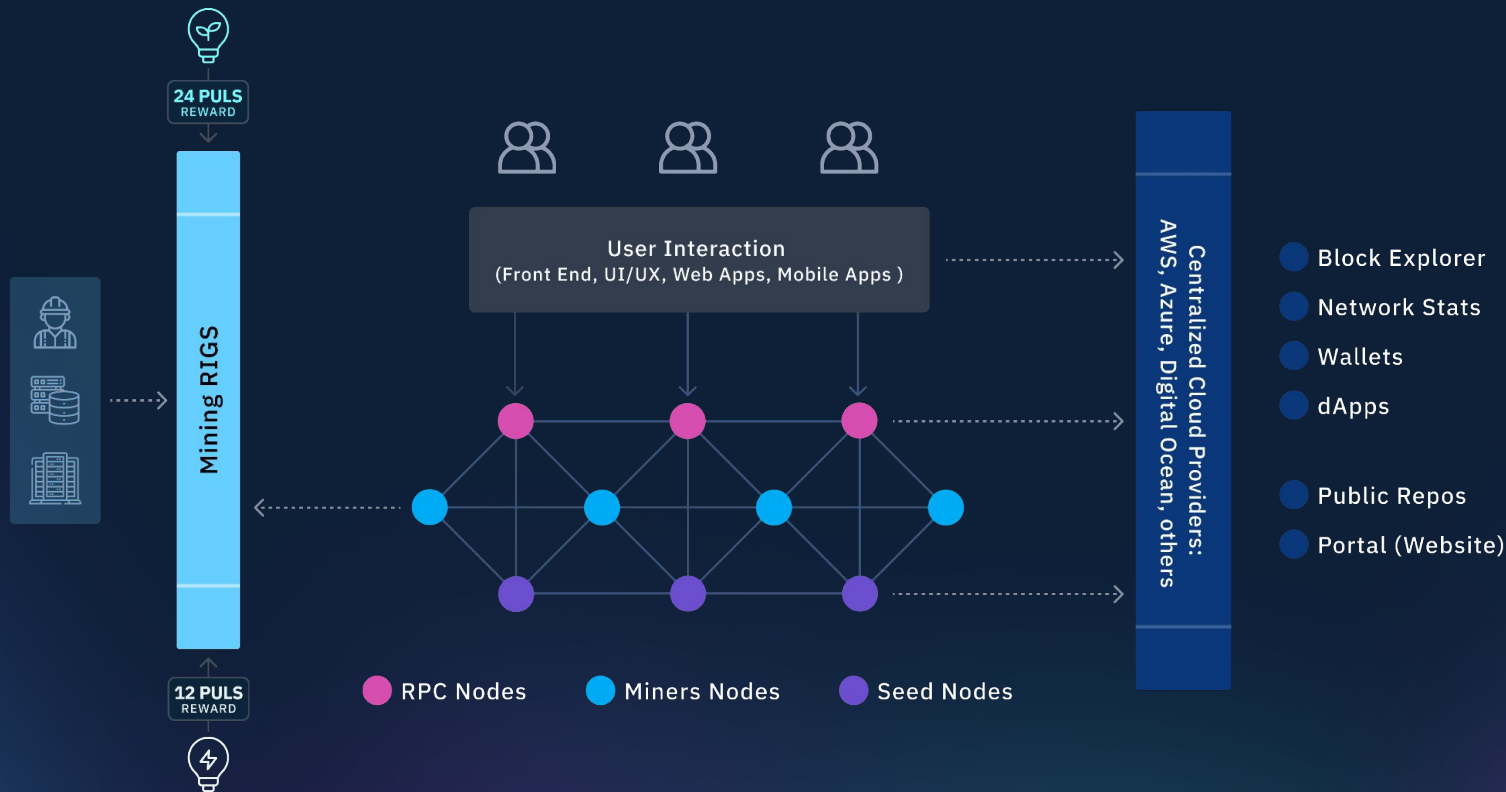 24 PULS
REWARD
Mining RIGS
12 PULS
REWARD
User Interaction
(Front End, UI/UX, Web Apps, Mobile Apps )
RPC Nodes
Miners Nodes
Seed Nodes
Centralized Cloud Providers:
AWS, Azure, Digital Ocean, others
Block Explorer
Network Stats
Wallets
dApps
Public Repos
Portal (Website)